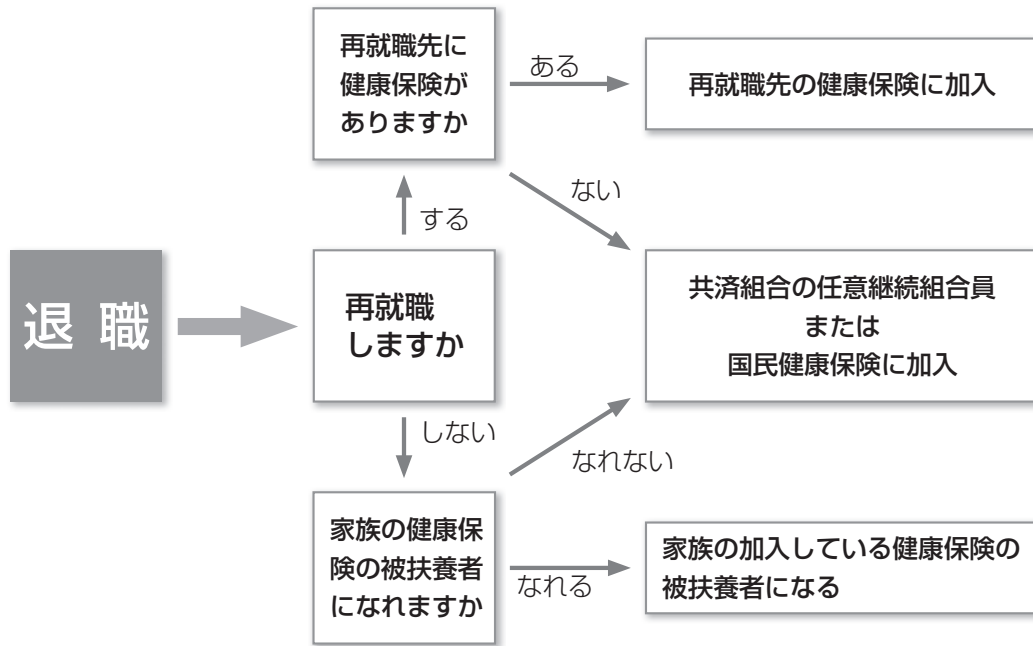 退職
再就職
しますか
する
再就職先に
健康保険が
ありますか
ある
再就職先の健康保険に加入
ない
共済組合の任意継続組合員
または
国民健康保険に加入
しない
家族の健康保
険の被扶養者
になれますか
なれない
なれる
家族の加入している健康保険の
被扶養者になる